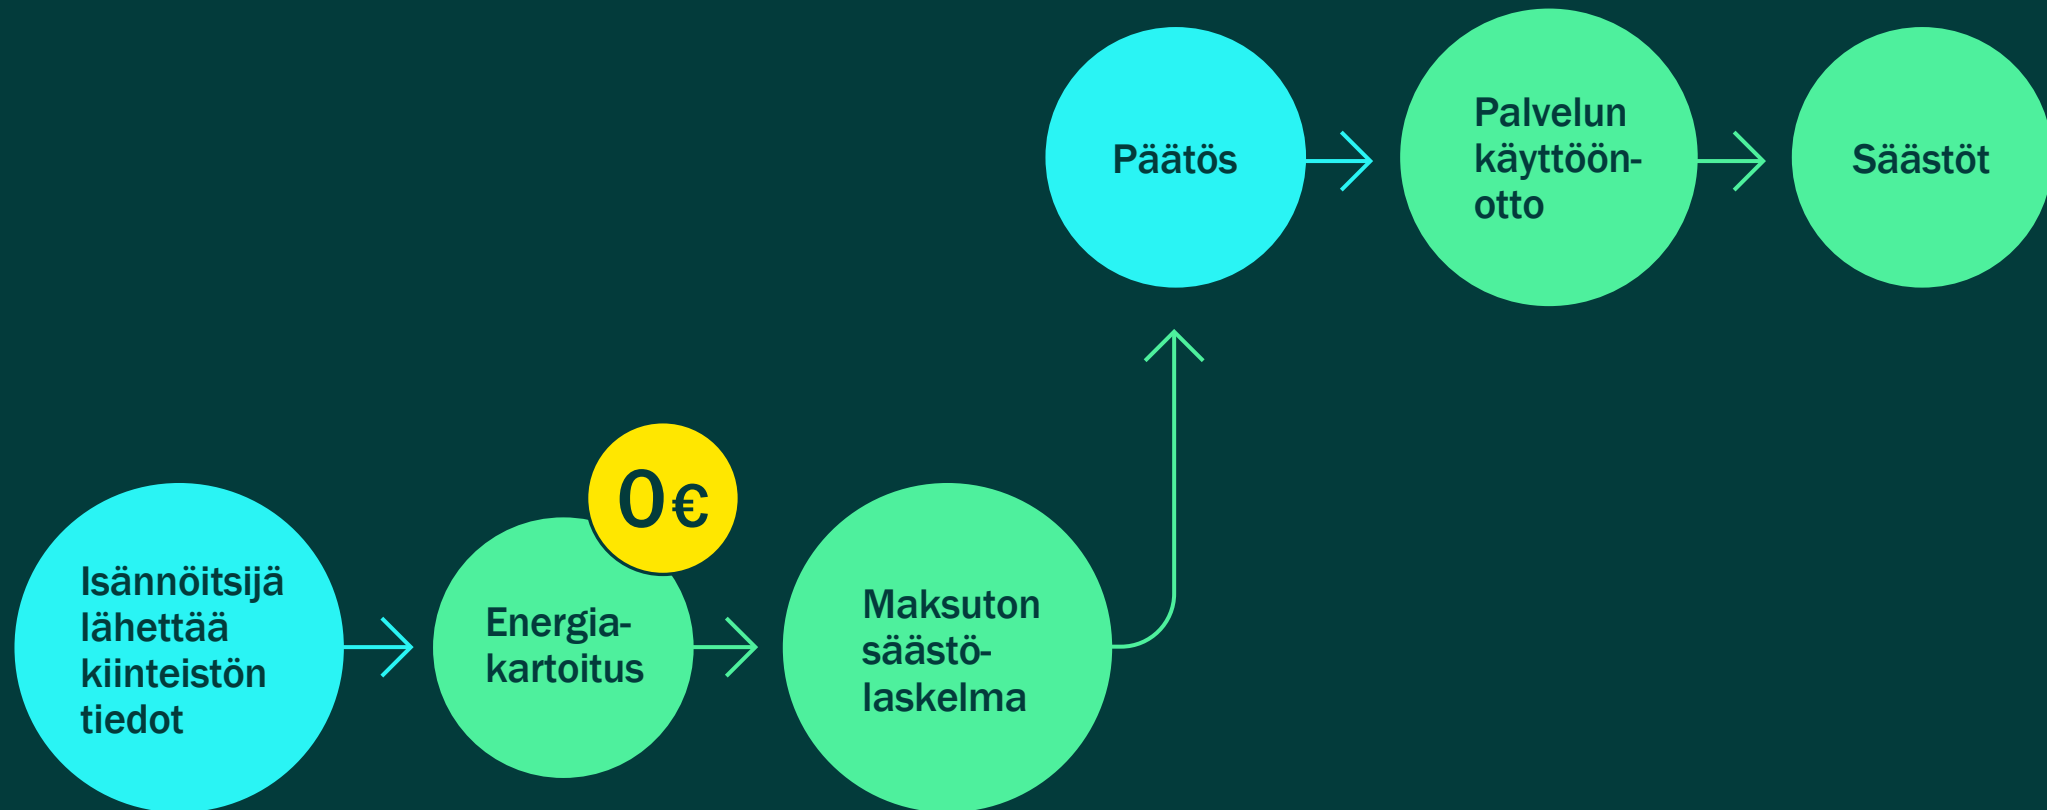 Isännöitsijä
lähettää
kiinteistön
tiedot
Energia-
kartoitus
0 €
Maksuton
säästö-
laskelma
Päätös
Palvelun
käyttöön-
otto
Säästöt